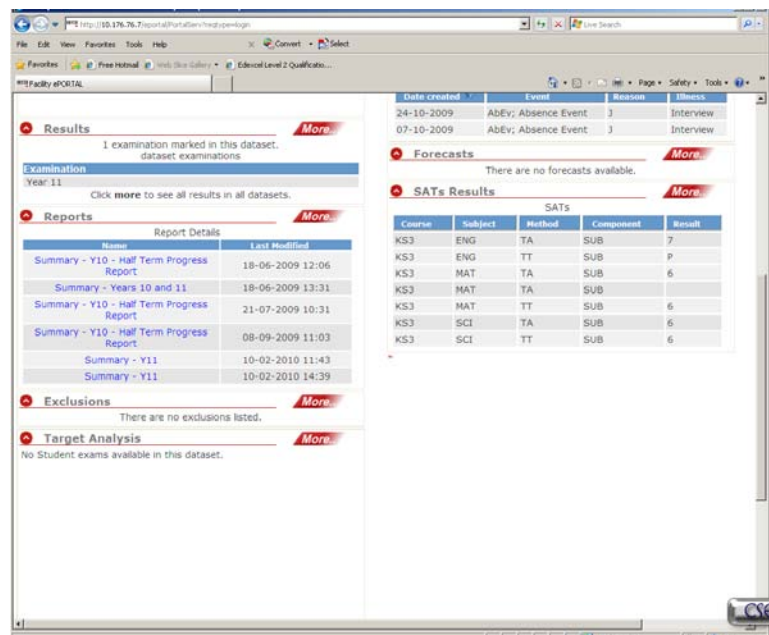 http://10.176.76.7/eportal/PortalServ?reqtype=login
Live Search
File Edit View Favorites Tools Help
Convert Select
Favorites Free Hotmail Web Slice Gallery Edexcel Level 2 Qualificatio...
Facility ePORTAL
Page Safety Tools
Results More..
1 examination marked in this dataset.
dataset examinations
Examination
Year 11
Click more to see all results in all datasets.
Reports More..
Report Details
Name Last Modified
Summary - Y10 - Half Term Progress
Report 18-06-2009 12:06
Summary - Years 10 and 11 18-06-2009 13:31
Summary - Y10 - Half Term Progress
Report 21-07-2009 10:31
Summary - Y10 - Half Term Progress
Report 08-09-2009 11:03
Summary - Y11 10-02-2010 11:43
Summary - Y11 10-02-2010 14:39
Exclusions More..
There are no exclusions listed.
Target Analysis More..
No Student exams available in this dataset.
Date created Event Reason Illness
24-10-2009 AbEv; Absence Event J Interview
07-10-2009 AbEv; Absence Event J Interview
Forecasts More..
There are no forecasts available.
SATs Results More..
SATs
Course Subject Method Component Result
KS3 ENG TA SUB 7
KS3 ENG TT SUB P
KS3 MAT TA SUB 6
KS3 MAT TA SUB
KS3 MAT TT SUB 6
KS3 SCI TA SUB 6
KS3 SCI TT SUB 6